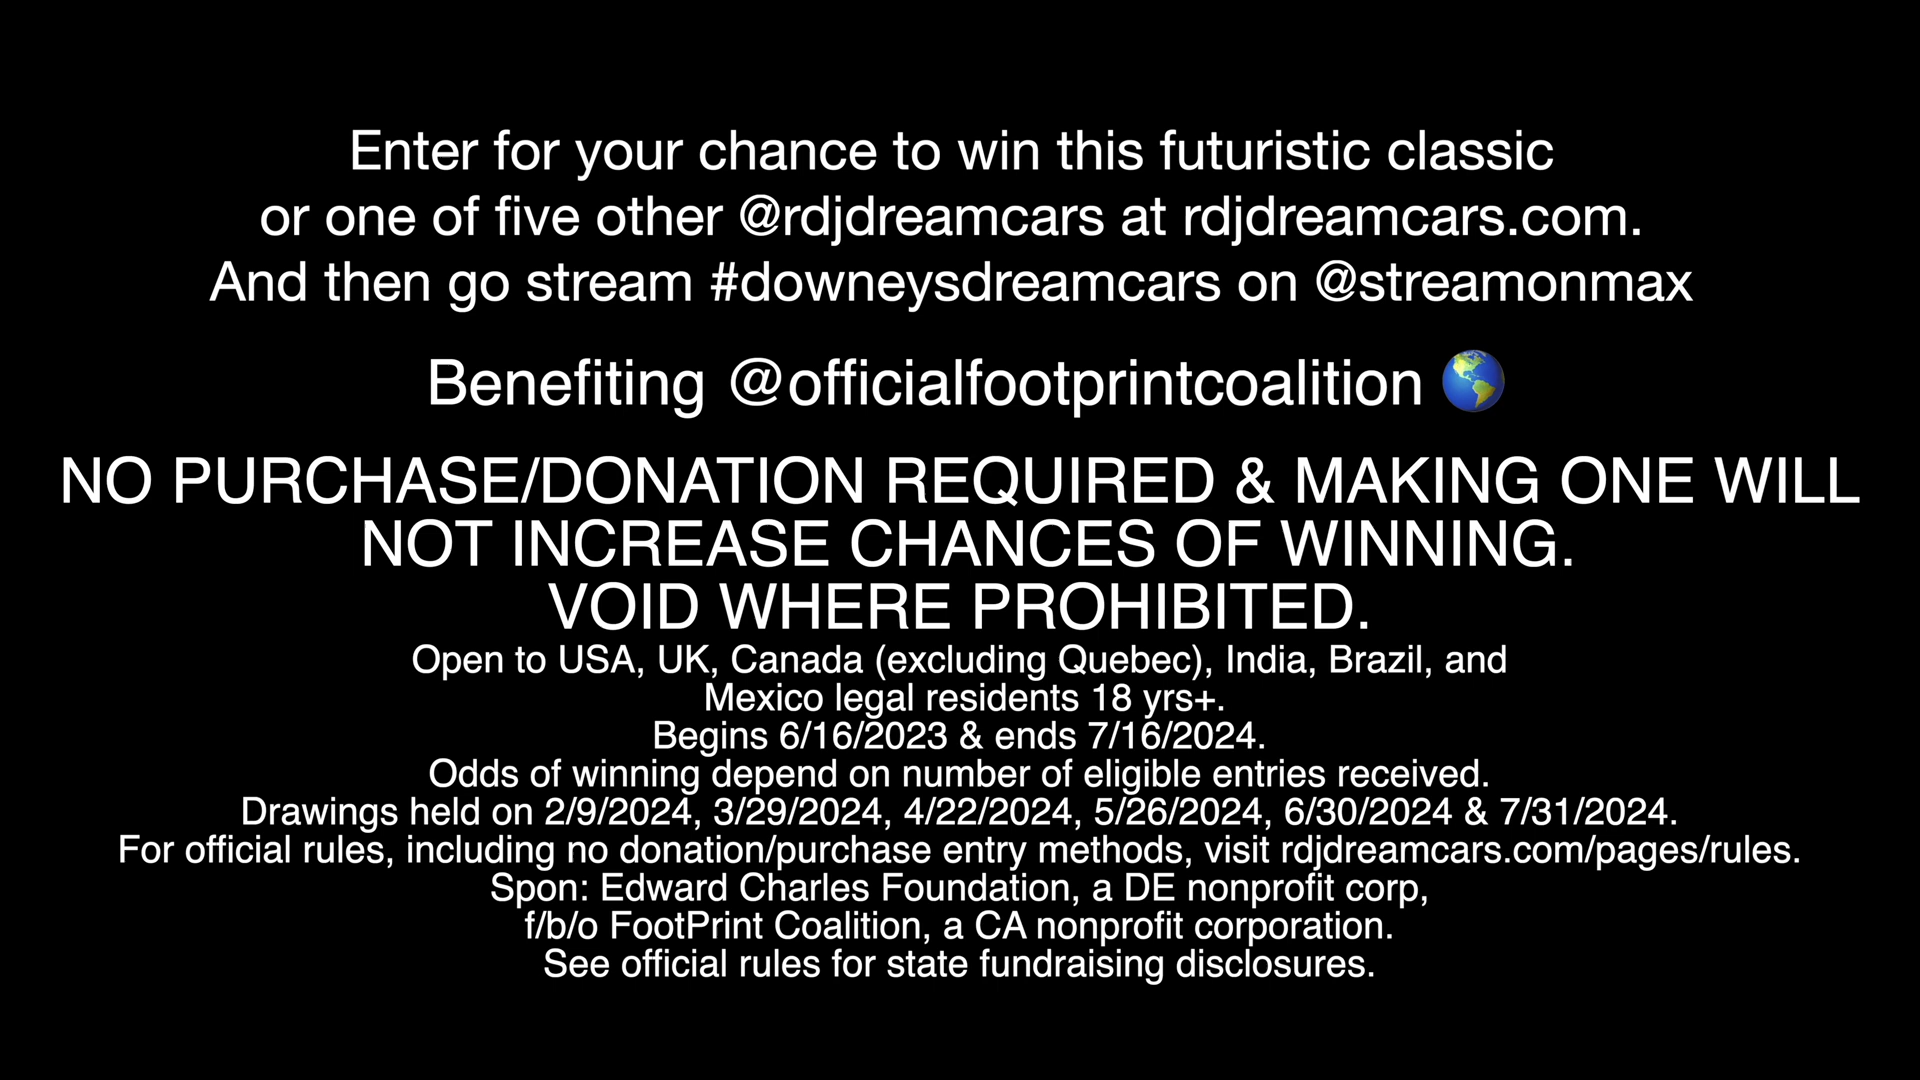 Enter for your chance to win this futuristic classic
or one of five other @rdjdreamcars at rdjdreamcars.com.
And then go stream #downeysdreamcars on @streamonmax
Benefiting @officialfootprintcoalition 🌎
NO PURCHASE/DONATION REQUIRED & MAKING ONE WILL
NOT INCREASE CHANCES OF WINNING.
VOID WHERE PROHIBITED.
Open to USA, UK, Canada (excluding Quebec), India, Brazil, and
Mexico legal residents 18 yrs+.
Begins 6/16/2023 & ends 7/16/2024.
Odds of winning depend on number of eligible entries received.
Drawings held on 2/9/2024, 3/29/2024, 4/22/2024, 5/26/2024, 6/30/2024 & 7/31/2024.
For official rules, including no donation/purchase entry methods, visit rdjdreamcars.com/pages/rules.
Spon: Edward Charles Foundation, a DE nonprofit corp,
f/b/o FootPrint Coalition, a CA nonprofit corporation.
See official rules for state fundraising disclosures.